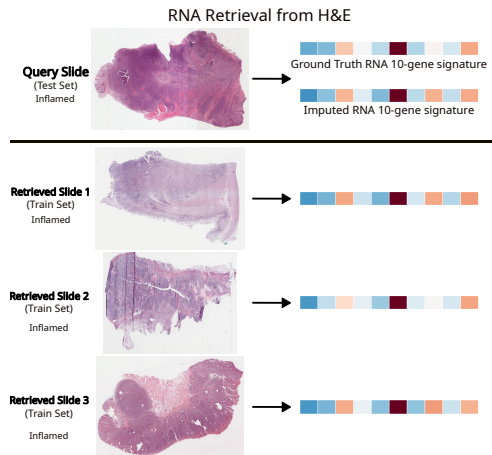 RNA Retrieval from H&E
Query Slide
(Test Set)
Inflamed
Ground Truth RNA 10-gene signature
Imputed RNA 10-gene signature
Retrieved Slide 1
(Train Set)
Inflamed
Retrieved Slide 2
(Train Set)
Inflamed
Retrieved Slide 3
(Train Set)
Inflamed